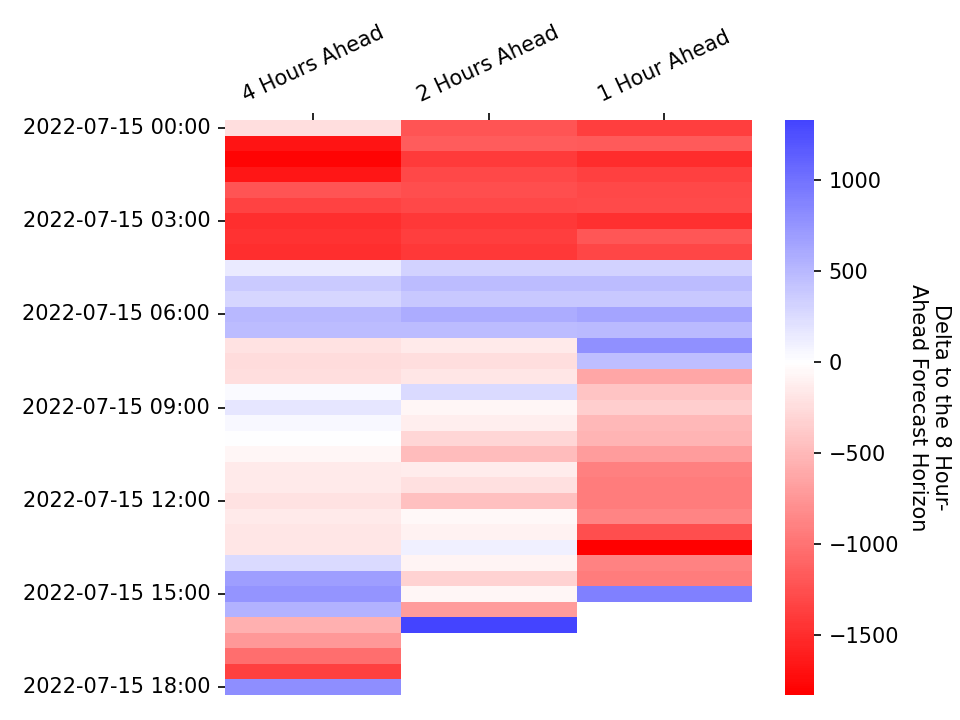 4 Hours Ahead
2 Hours Ahead
1 Hour Ahead
2022-07-15 00:00
2022-07-15 03:00
2022-07-15 06:00
2022-07-15 09:00
2022-07-15 12:00
2022-07-15 15:00
2022-07-15 18:00
1000
500
0
−500
−1000
−1500
Delta to the 8 Hour-
Ahead Forecast Horizon